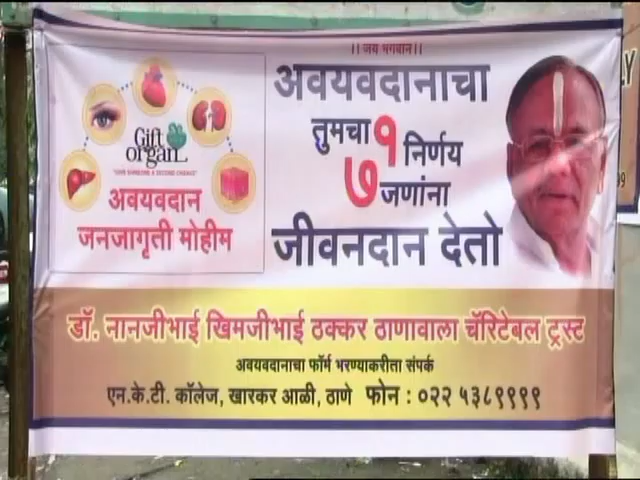 ।। जय भगवान।।
अवयवदानाचा
तुमचा १ निर्णय
७ जणांना
जीवनदान देतो
Gift
organ
"GIVE SOMEONE A SECOND CHANCE"
अवयवदान
जनजागृती मोहीम
डॉ. नानजीभाई खिमजीभाई ठक्कर ठाणावाला चॅरिटेबल ट्रस्ट
अवयवदानाचा फॉर्म भरण्याकरीता संपर्क
एन.के.टी. कॉलेज, खारकर आळी, ठाणे फोन : ०२२ ५३८९९९९